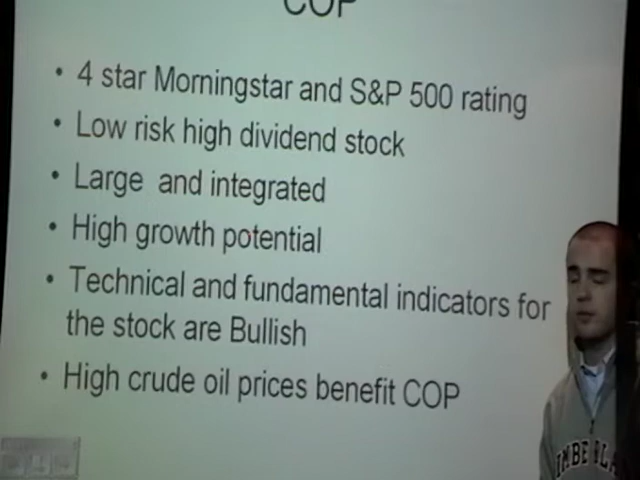 COP
• 4 star Morningstar and S&P 500 rating
• Low risk high dividend stock
• Large and integrated
• High growth potential
• Technical and fundamental indicators for
the stock are Bullish
• High crude oil prices benefit COP